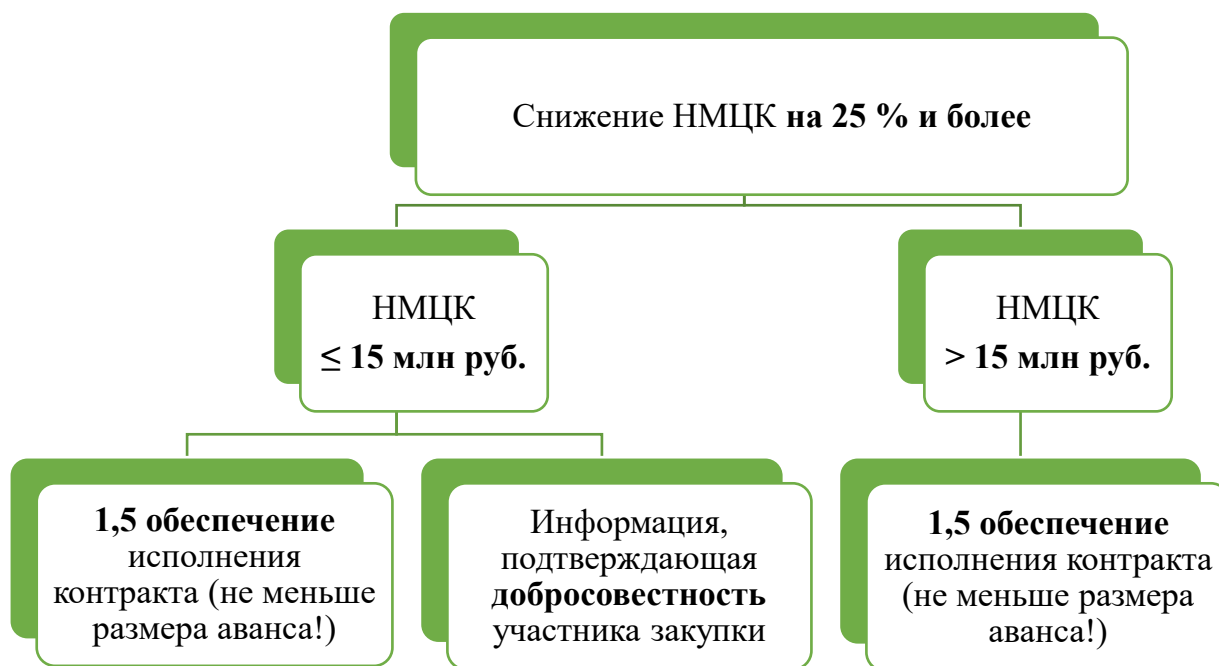 Снижение НМЦК на 25 % и более
НМЦК
≤ 15 млн руб.
НМЦК
> 15 млн руб.
1,5 обеспечение
исполнения
контракта (не меньше
размера аванса!)
Информация,
подтверждающая
добросовестность
участника закупки
1,5 обеспечение
исполнения контракта
(не меньше размера
аванса!)